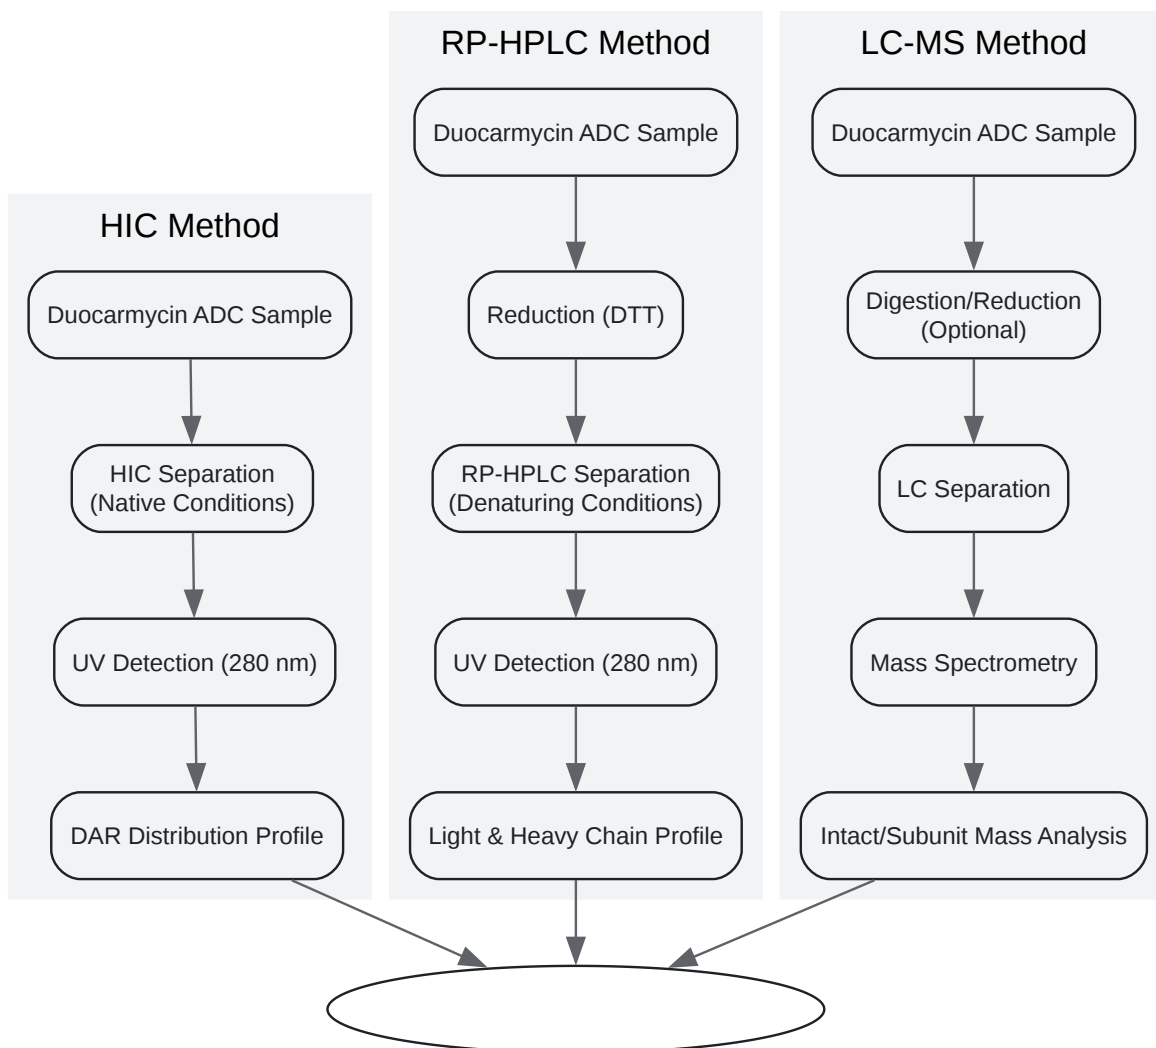 HIC Method
Duocarmycin ADC Sample
HIC Separation
(Native Conditions)
UV Detection (280 nm)
DAR Distribution Profile
RP-HPLC Method
Duocarmycin ADC Sample
Reduction (DTT)
RP-HPLC Separation
(Denaturing Conditions)
UV Detection (280 nm)
Light & Heavy Chain Profile
LC-MS Method
Duocarmycin ADC Sample
Digestion/Reduction
(Optional)
LC Separation
Mass Spectrometry
Intact/Subunit Mass Analysis